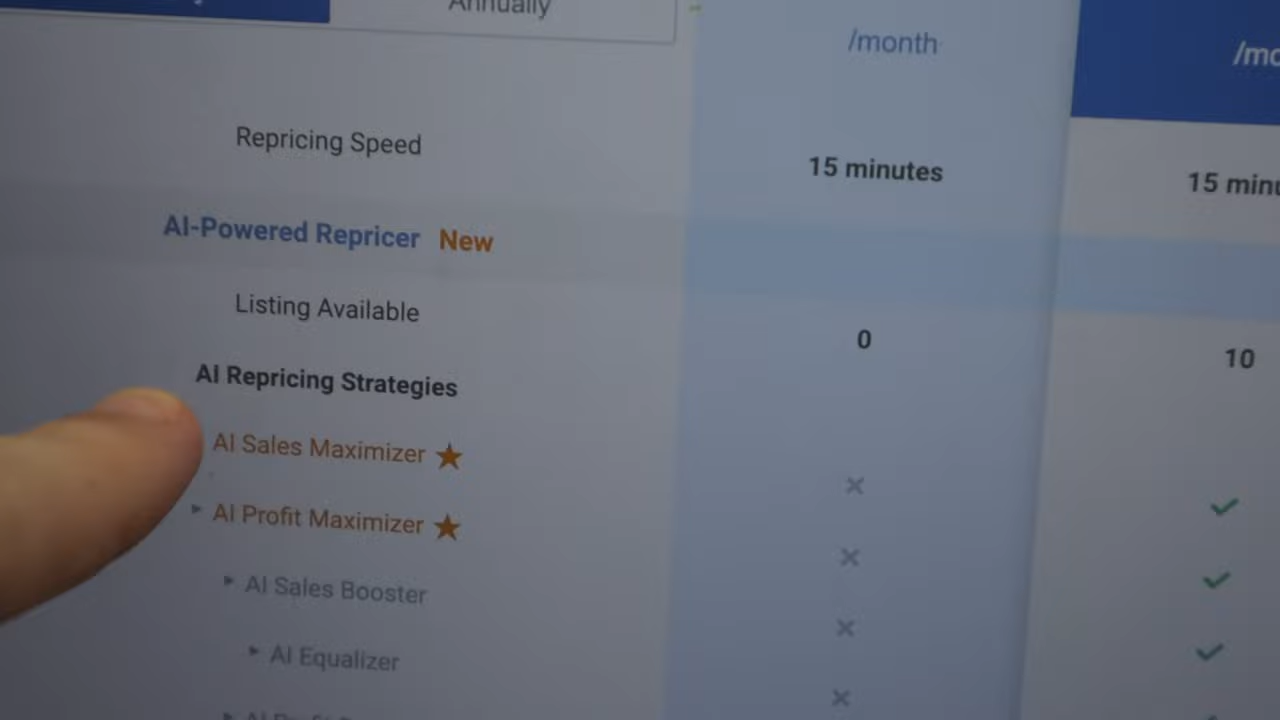 Annually
/month
Repricing Speed
15 minutes
15
AI-Powered Repricer New
Listing Available
0
10
AI Repricing Strategies
AI Sales Maximizer
AI Profit Maximizer
AI Sales Booster
AI Equalizer